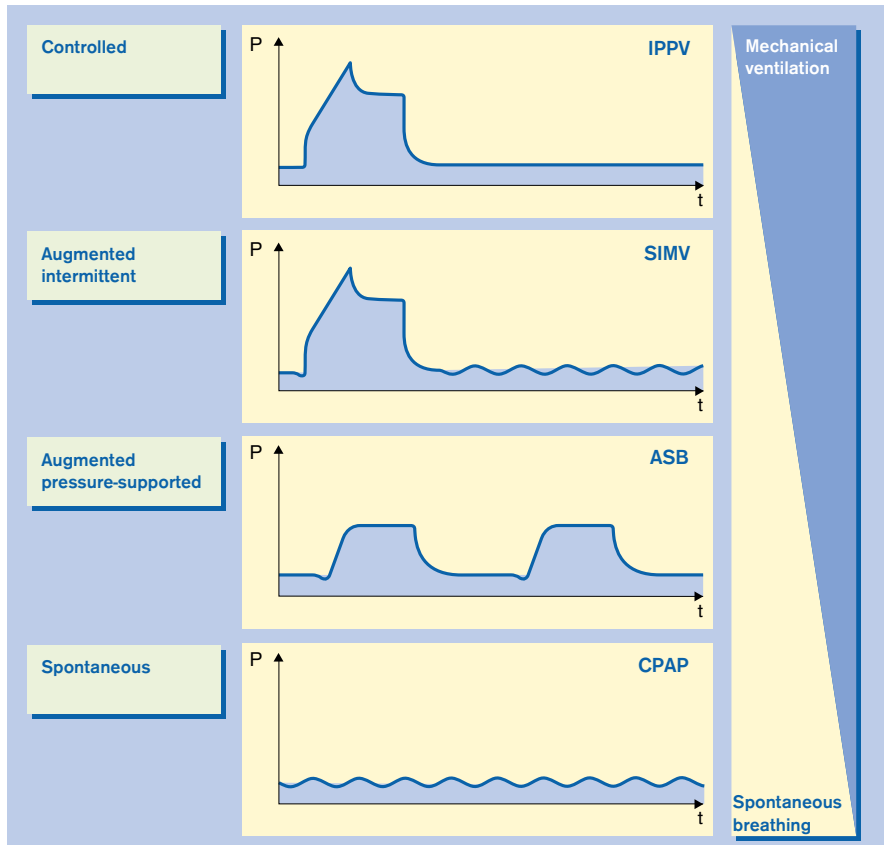 Controlled
P
IPPV
t
Mechanical
ventilation
Augmented
intermittent
P
SIMV
t
Augmented
pressure-supported
P
ASB
t
Spontaneous
P
CPAP
t
Spontaneous
breathing